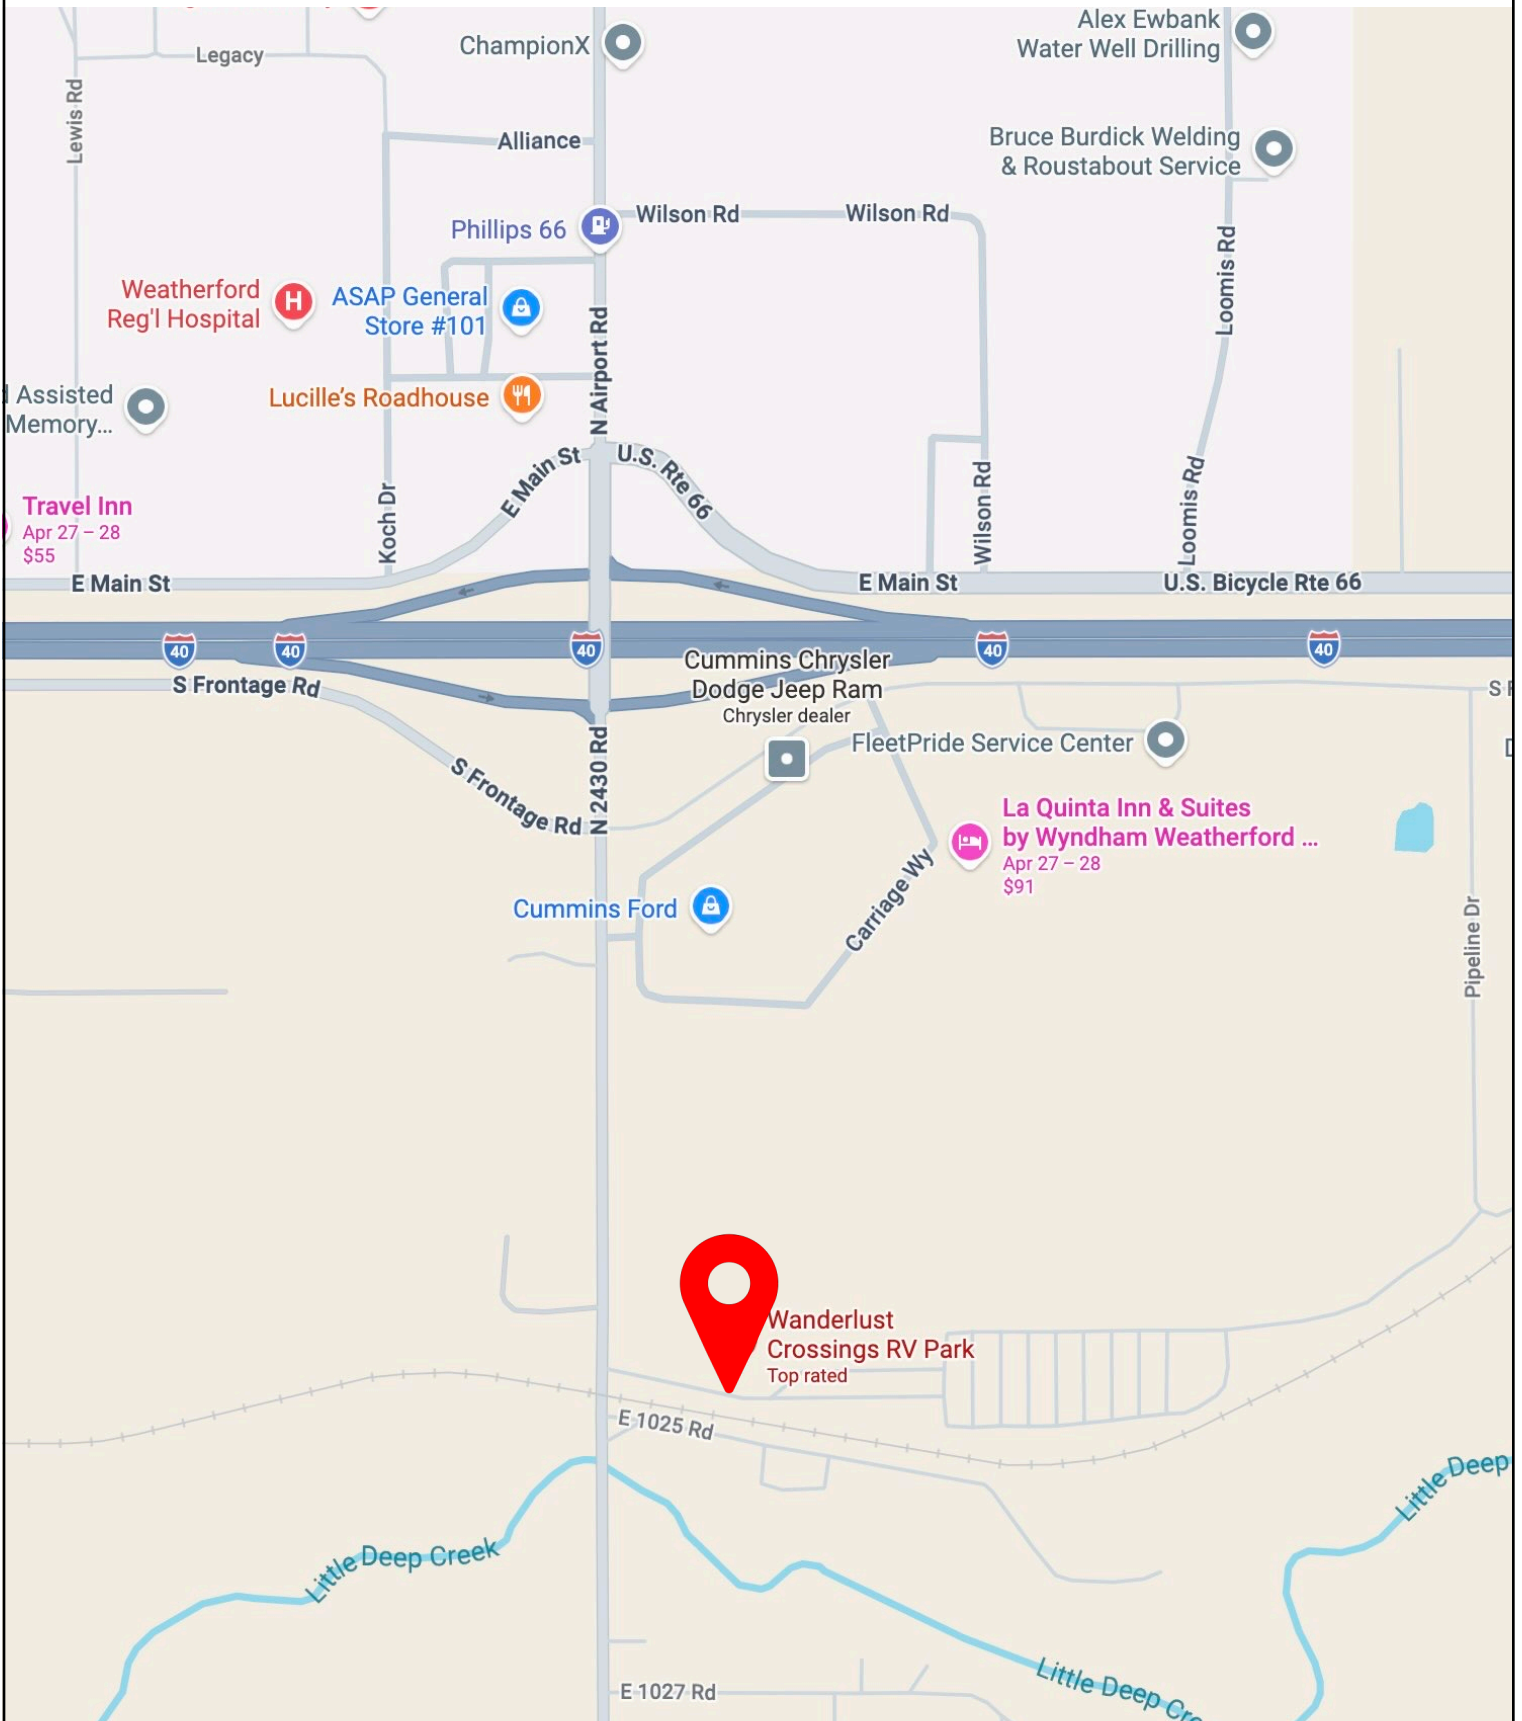 Legacy
ChampionX
Alex Ewbank
Water Well Drilling
Lewis Rd
Alliance
Bruce Burdick Welding
& Roustabout Service
Phillips 66
Wilson Rd
Wilson Rd
Weatherford
Reg'l Hospital
H
ASAP General
Store #101
N Airport Rd
Loomis Rd
Assisted
Memory...
Lucille's Roadhouse
E Main St
U.S. Rte 66
Travel Inn
Apr 27 – 28
$55
Koch Dr
Wilson Rd
Loomis Rd
E Main St
E Main St
U.S. Bicycle Rte 66
40
40
40
40
40
S Frontage Rd
Cummins Chrysler
Dodge Jeep Ram
Chrysler dealer
S
FleetPride Service Center
N 2430 Rd
S Frontage Rd
La Quinta Inn & Suites
by Wyndham Weatherford ...
Apr 27 – 28
$91
Cummins Ford
Carriage Wy
Pipeline Dr
Wanderlust
Crossings RV Park
Top rated
E 1025 Rd
Little Deep
Little Deep Creek
Little Deep Cre
E 1027 Rd